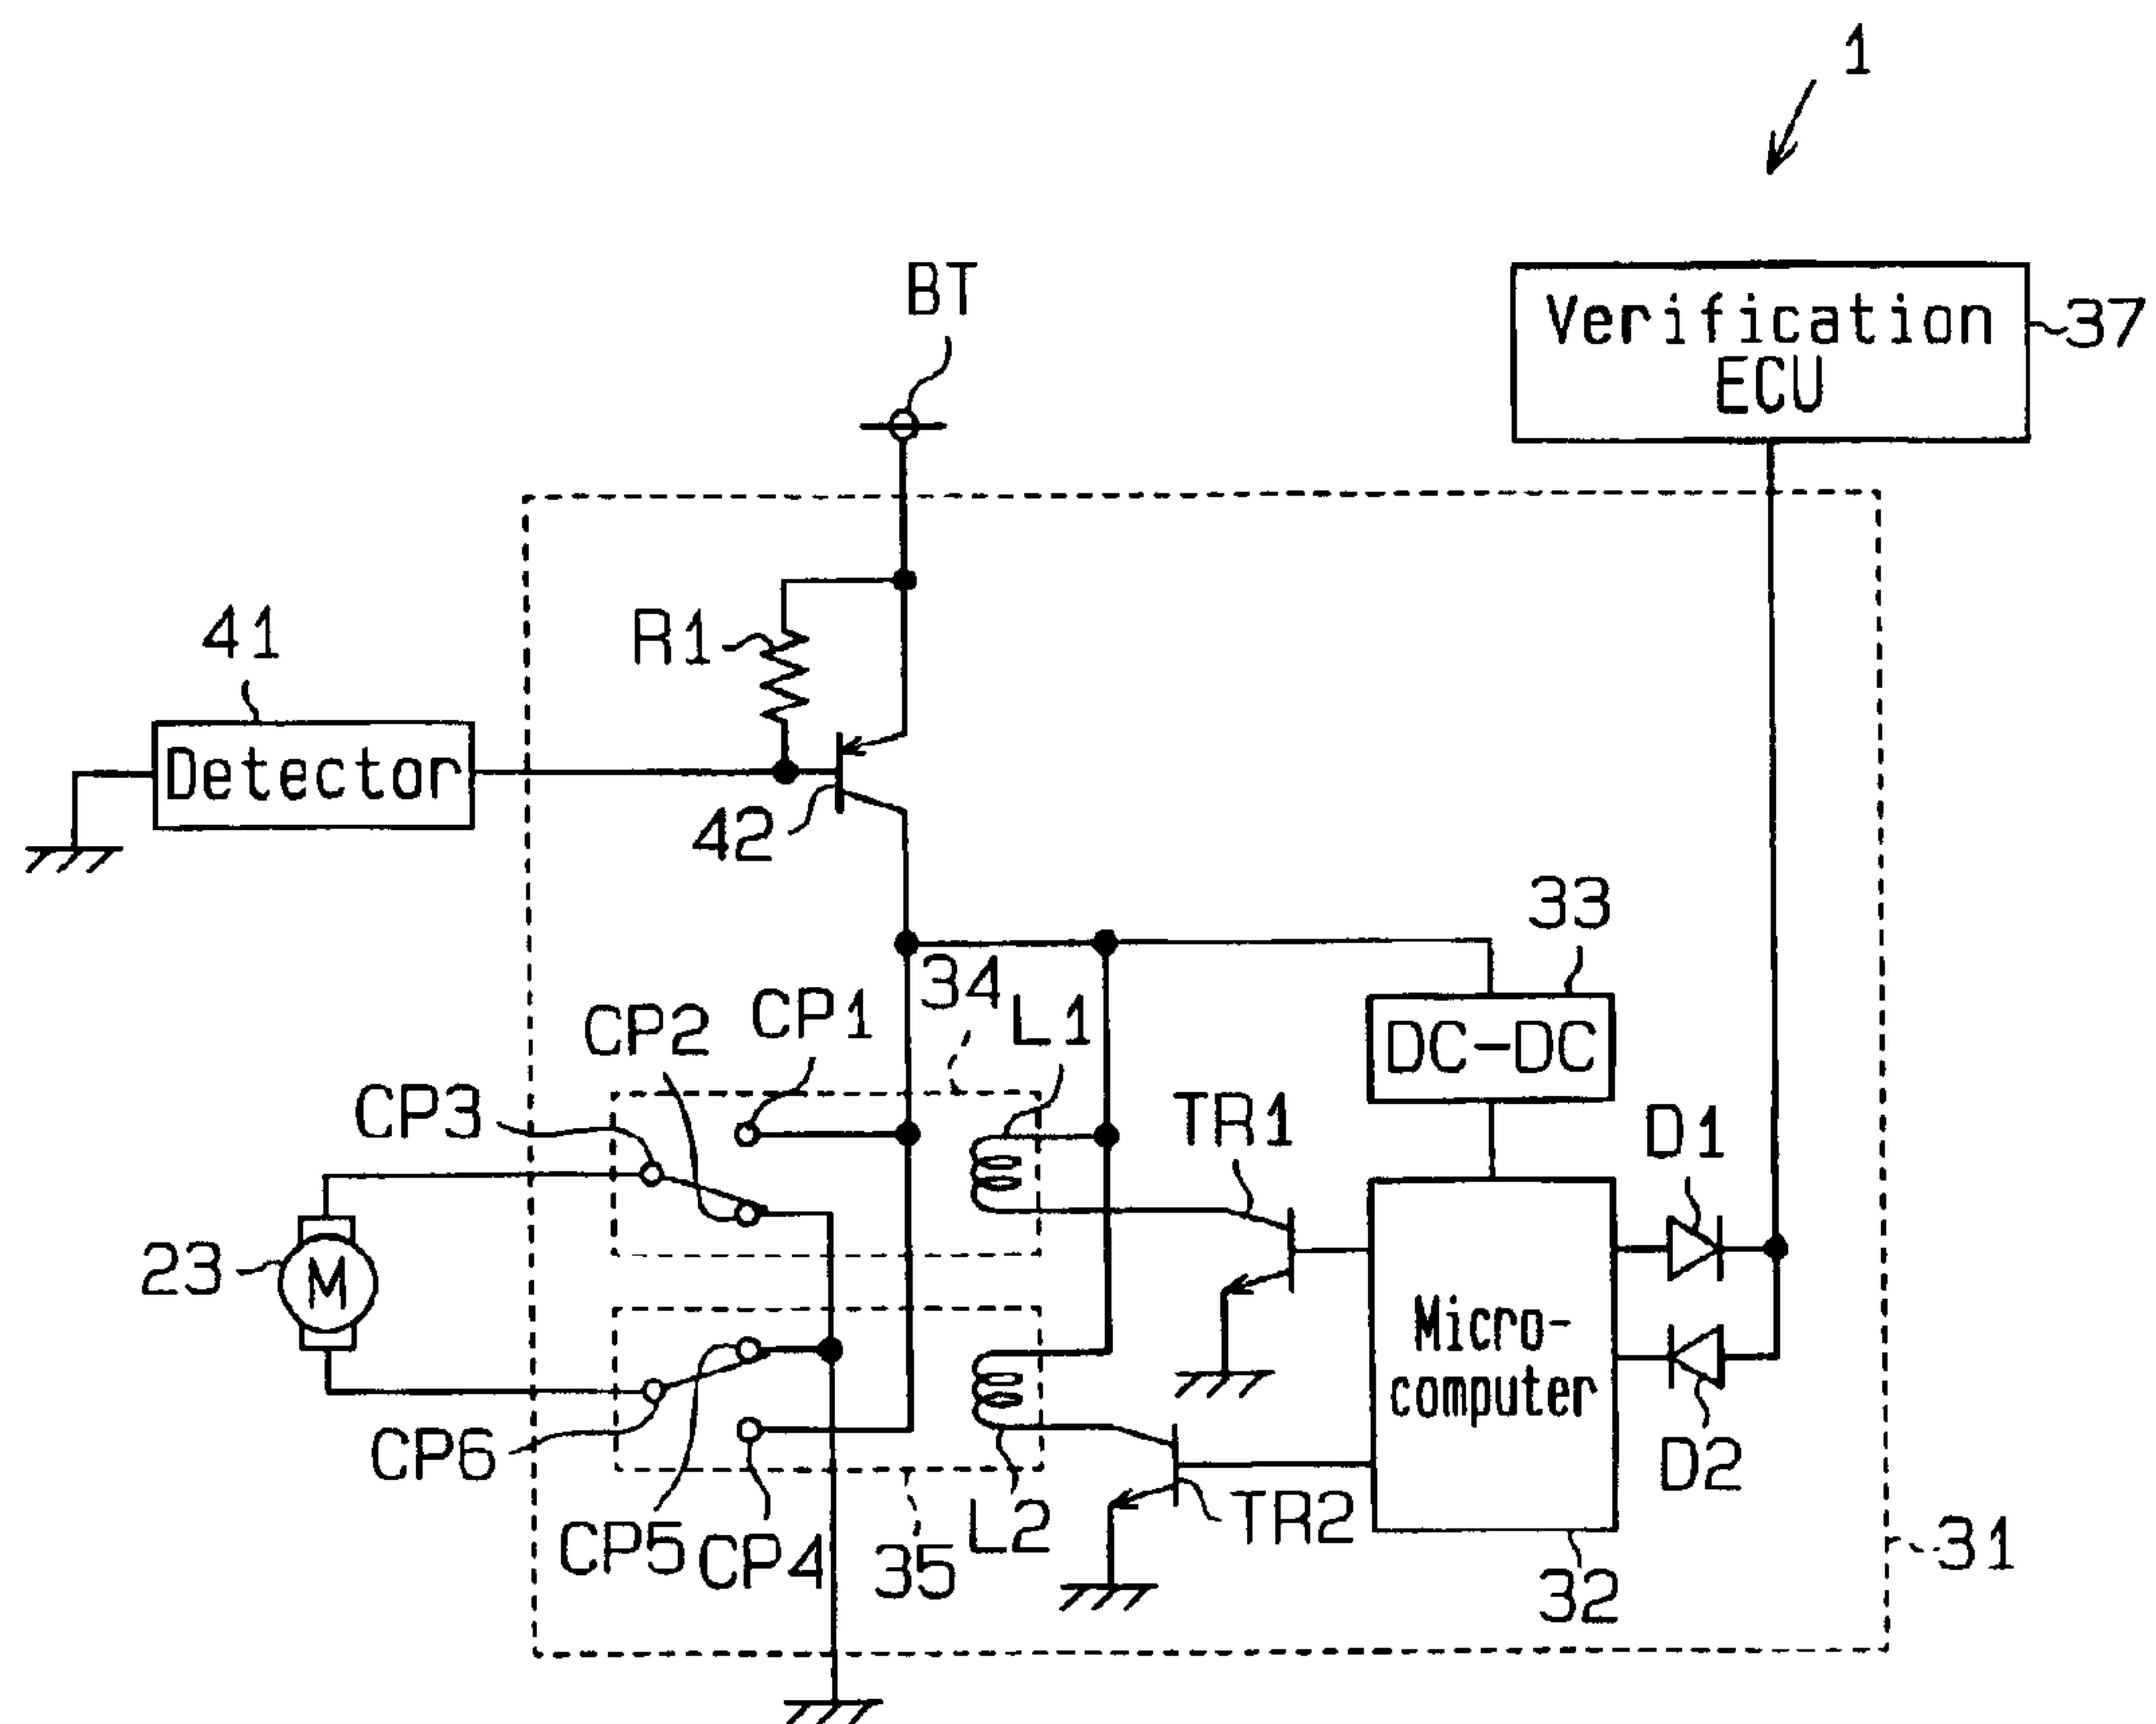 1
BT
Verification
ECU
37
41
R1
Detector
42
33
34
L1
CP1
CP2
DC-DC
CP3
TR1
D1
23
M
Micro-
computer
CP6
D2
L2
TR2
CP5
CP4
35
31
32